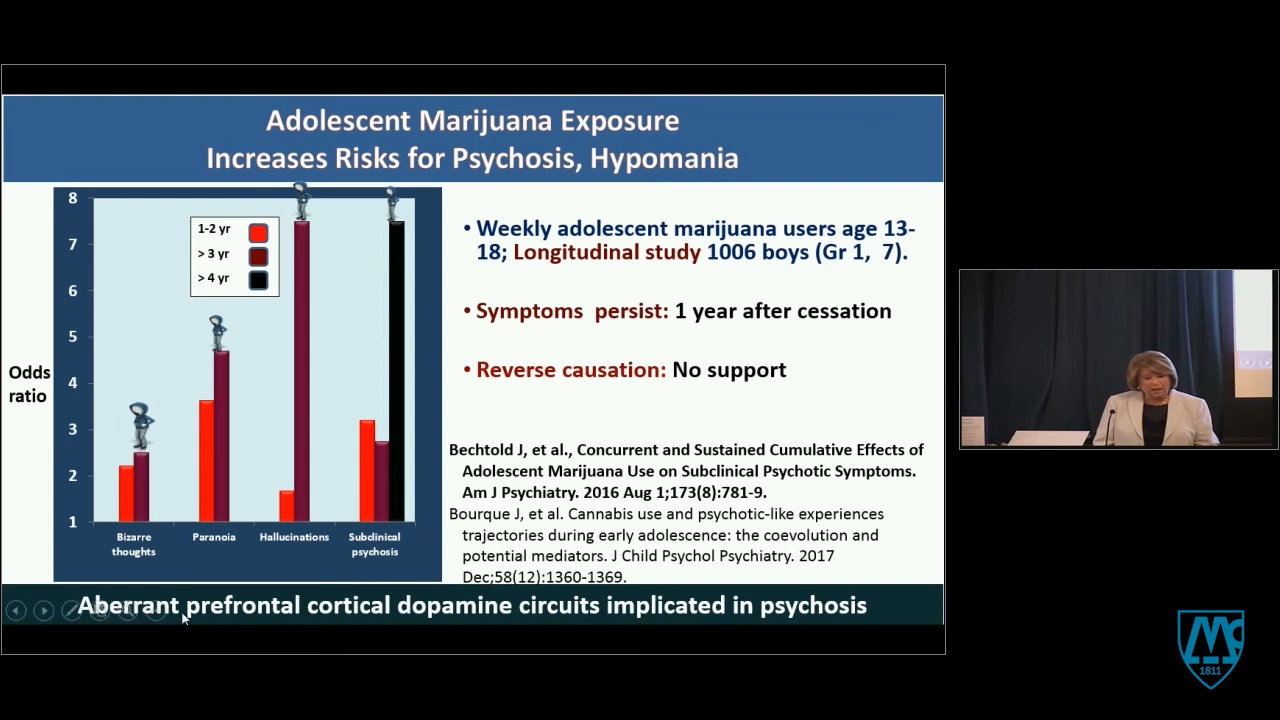 Adolescent Marijuana Exposure
Increases Risks for Psychosis, Hypomania
8
7
6
5
4
3
2
1
Odds
ratio
1-2 yr
> 3 yr
> 4 yr
Bizarre
thoughts
Paranoia
Hallucinations
Subclinical
psychosis
• Weekly adolescent marijuana users age 13-
18; Longitudinal study 1006 boys (Gr 1, 7).
• Symptoms persist: 1 year after cessation
• Reverse causation: No support
Bechtold J, et al., Concurrent and Sustained Cumulative Effects of
Adolescent Marijuana Use on Subclinical Psychotic Symptoms.
Am J Psychiatry. 2016 Aug 1;173(8):781-9.
Bourque J, et al. Cannabis use and psychotic-like experiences
trajectories during early adolescence: the coevolution and
potential mediators. J Child Psychol Psychiatry. 2017
Dec;58(12):1360-1369.
Aberrant prefrontal cortical dopamine circuits implicated in psychosis
Mc
1811